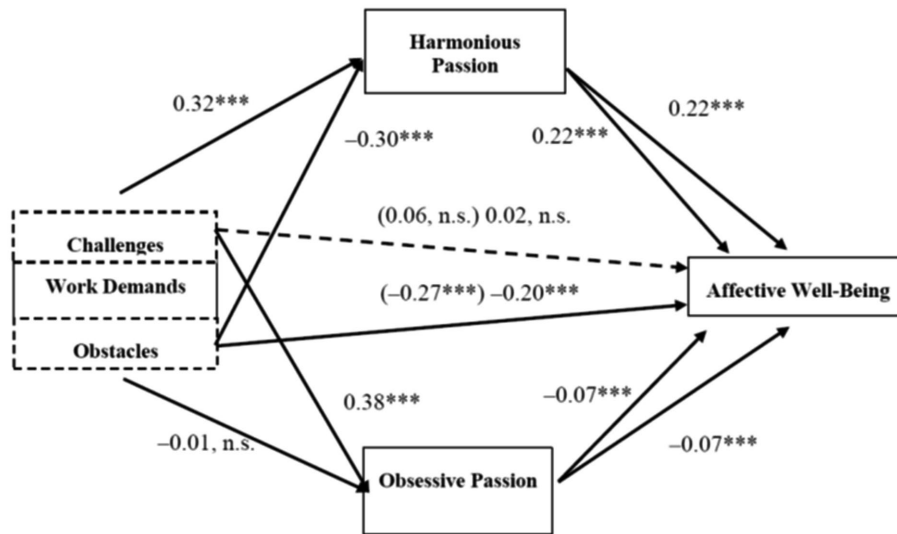 Harmonious
Passion
0.32***
–0.30***
0.22***
0.22***
(0.06, n.s.) 0.02, n.s.
Challenges
Work Demands
Obstacles
(–0.27***) –0.20***
Affective Well-Being
0.38***
–0.01, n.s.
–0.07***
–0.07***
Obsessive Passion